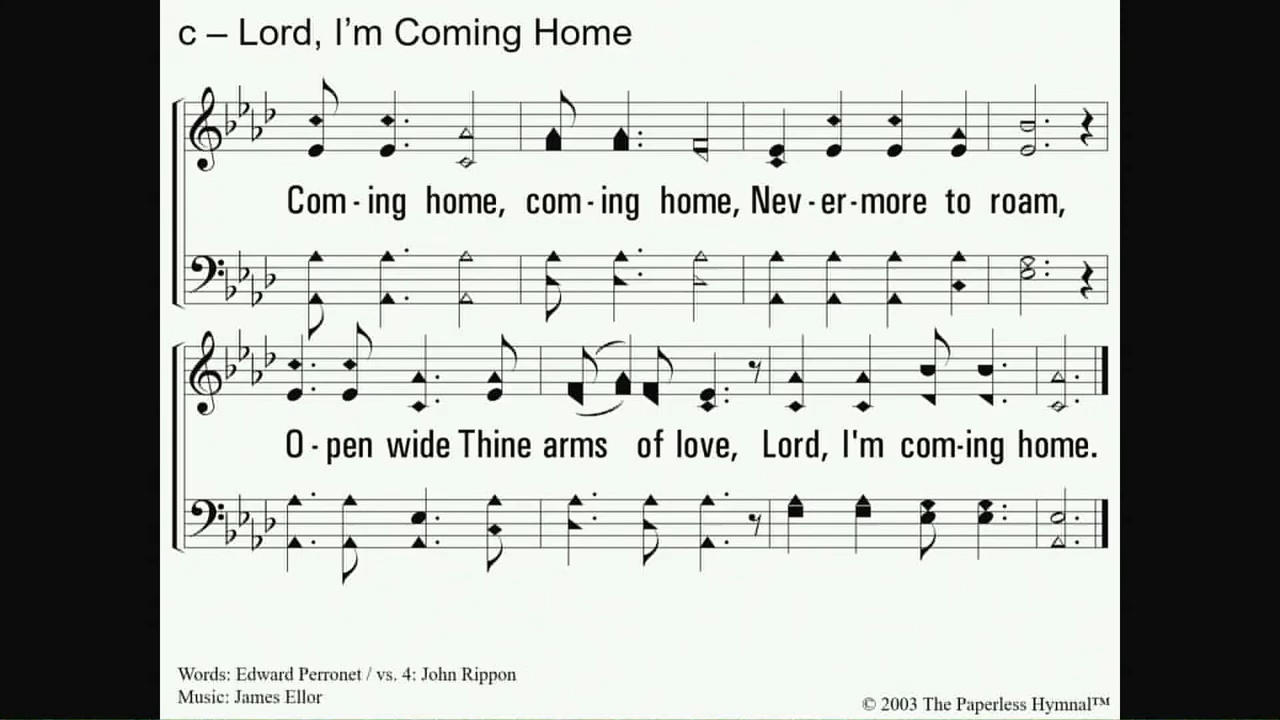 c – Lord, I’m Coming Home
Com - ing home, com - ing home, Nev - er - more to roam,
O - pen wide Thine arms of love, Lord, I'm com-ing home.
Words: Edward Perronet / vs. 4: John Rippon
Music: James Ellor
© 2003 The Paperless Hymnal™